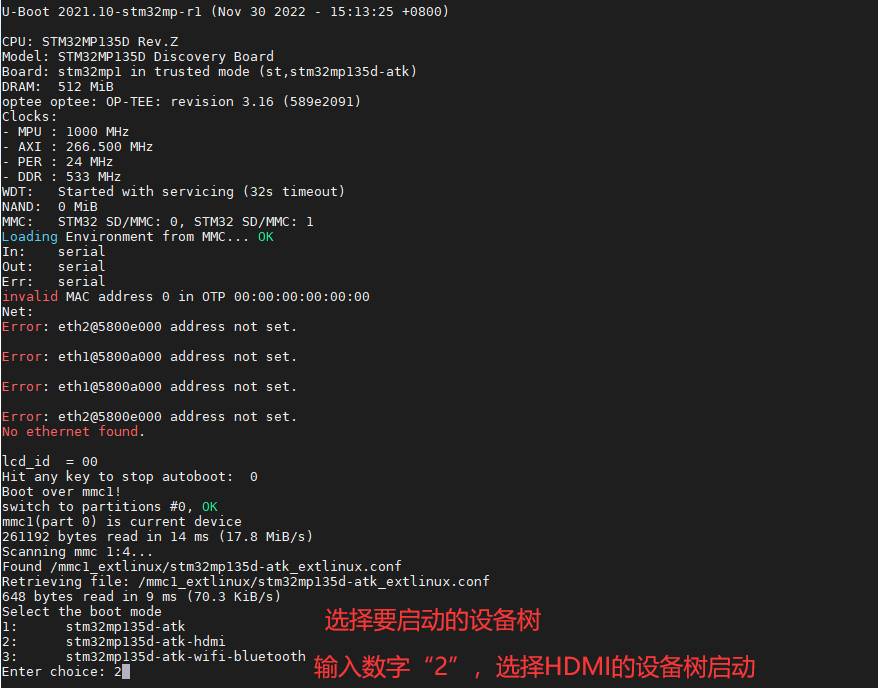 U-Boot 2021.10-stm32mp-r1 (Nov 30 2022 - 15:13:25 +0800)
CPU: STM32MP135D Rev.Z
Model: STM32MP135D Discovery Board
Board: stm32mp1 in trusted mode (st,stm32mp135d-atk)
DRAM:  512 MiB
optee optee: OP-TEE: revision 3.16 (589e2091)
Clocks:
- MPU : 1000 MHz
- AXI : 266.500 MHz
- PER : 24 MHz
- DDR : 533 MHz
WDT:   Started with servicing (32s timeout)
NAND:  0 MiB
MMC:   STM32 SD/MMC: 0, STM32 SD/MMC: 1
Loading Environment from MMC... OK
In:    serial
Out:   serial
Err:   serial
invalid MAC address 0 in OTP 00:00:00:00:00:00
Net:
Error: eth2@5800e000 address not set.
Error: eth1@5800a000 address not set.
Error: eth1@5800a000 address not set.
Error: eth2@5800e000 address not set.
No ethernet found.
lcd_id  = 00
Hit any key to stop autoboot:  0
Boot over mmc1!
switch to partitions #0, OK
mmc1(part 0) is current device
261192 bytes read in 14 ms (17.8 MiB/s)
Scanning mmc 1:4...
Found /mmc1_extlinux/stm32mp135d-atk_extlinux.conf
Retrieving file: /mmc1_extlinux/stm32mp135d-atk_extlinux.conf
648 bytes read in 9 ms (70.3 KiB/s)
Select the boot mode
1:      stm32mp135d-atk
选择要启动的设备树
2:      stm32mp135d-atk-hdmi
3:      stm32mp135d-atk-wifi-bluetooth
Enter choice: 2
输入数字“2”，选择HDMI的设备树启动